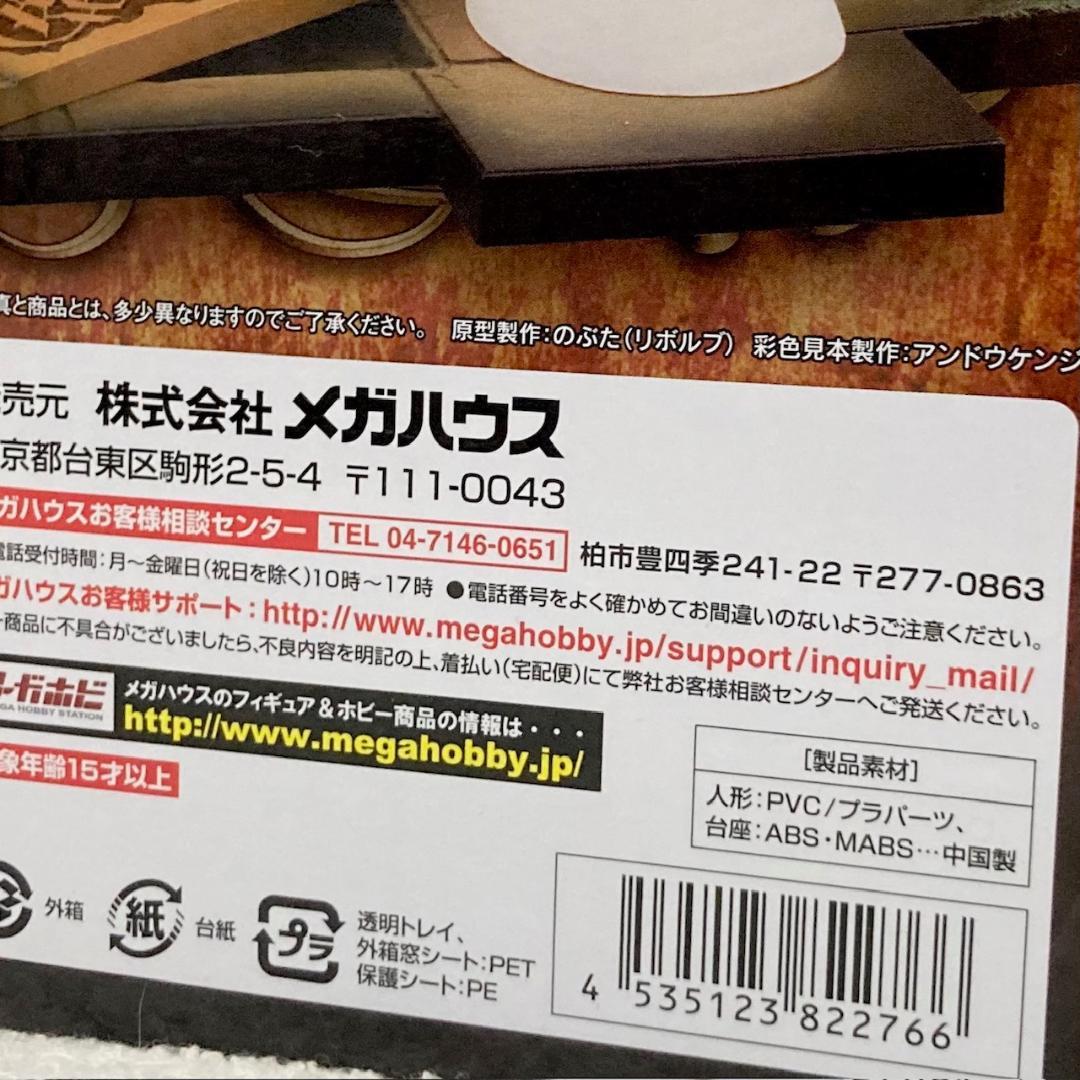 真と商品とは、多少異なりますのでご了承ください。 原型製作：のぶた（リボルブ） 彩色見本製作：アンドウケンジ
売元 株式会社 メガハウス
京都台東区駒形2-5-4 〒111-0043
ガハウスお客様相談センター TEL 04-7146-0651 柏市豊四季241-22 〒277-0863
電話受付時間：月～金曜日（祝日を除く）10時～17時 ●電話番号をよく確かめてお間違いのないようご注意ください。
ガハウスお客様サポート：http://www.megahobby.jp/support/inquiry_mail/
商品に不具合がございましたら、不良内容を明記の上、着払い（宅配便）にて弊社お客様相談センターへご発送ください。
ガホビ
GA HOBBY STATION
メガハウスのフィギュア＆ホビー商品の情報は・・・
http://www.megahobby.jp/
象年齢15才以上
［製品素材］
人形：PVC/プラパーツ、
台座：ABS・MABS…中国製
外箱
紙 台紙
プラ
透明トレイ、
外箱窓シート：PET
保護シート：PE
4 535123 822766